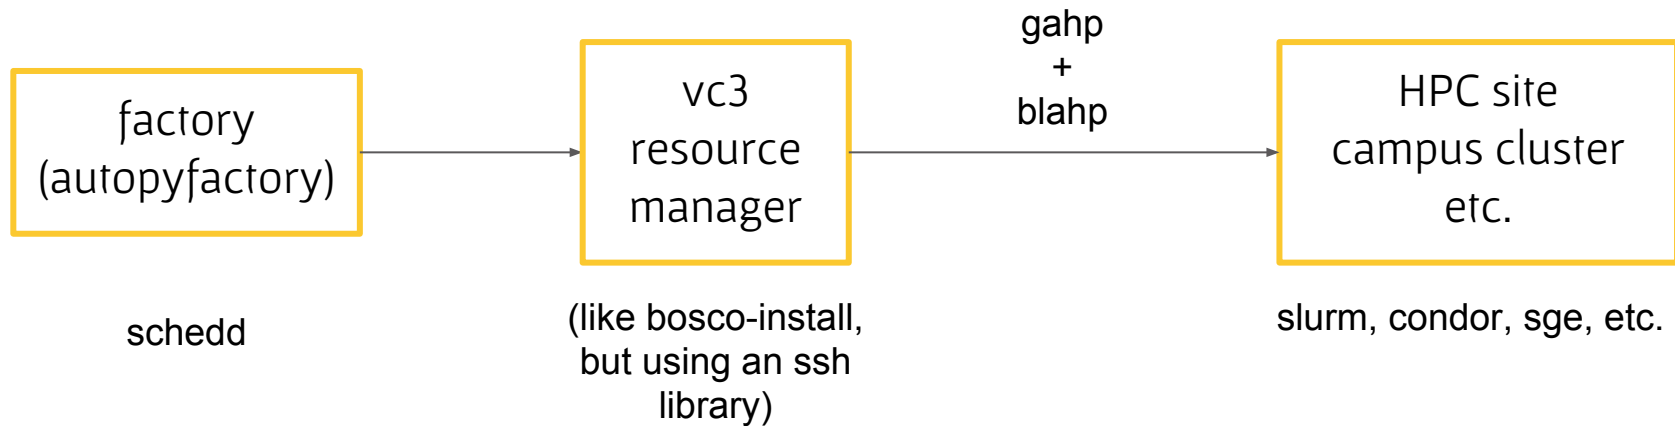 factory
(autopyfactory)
schedd
vc3
resource
manager
(like bosco-install,
but using an ssh
library)
gahp
+
blahp
HPC site
campus cluster
etc.
slurm, condor, sge, etc.